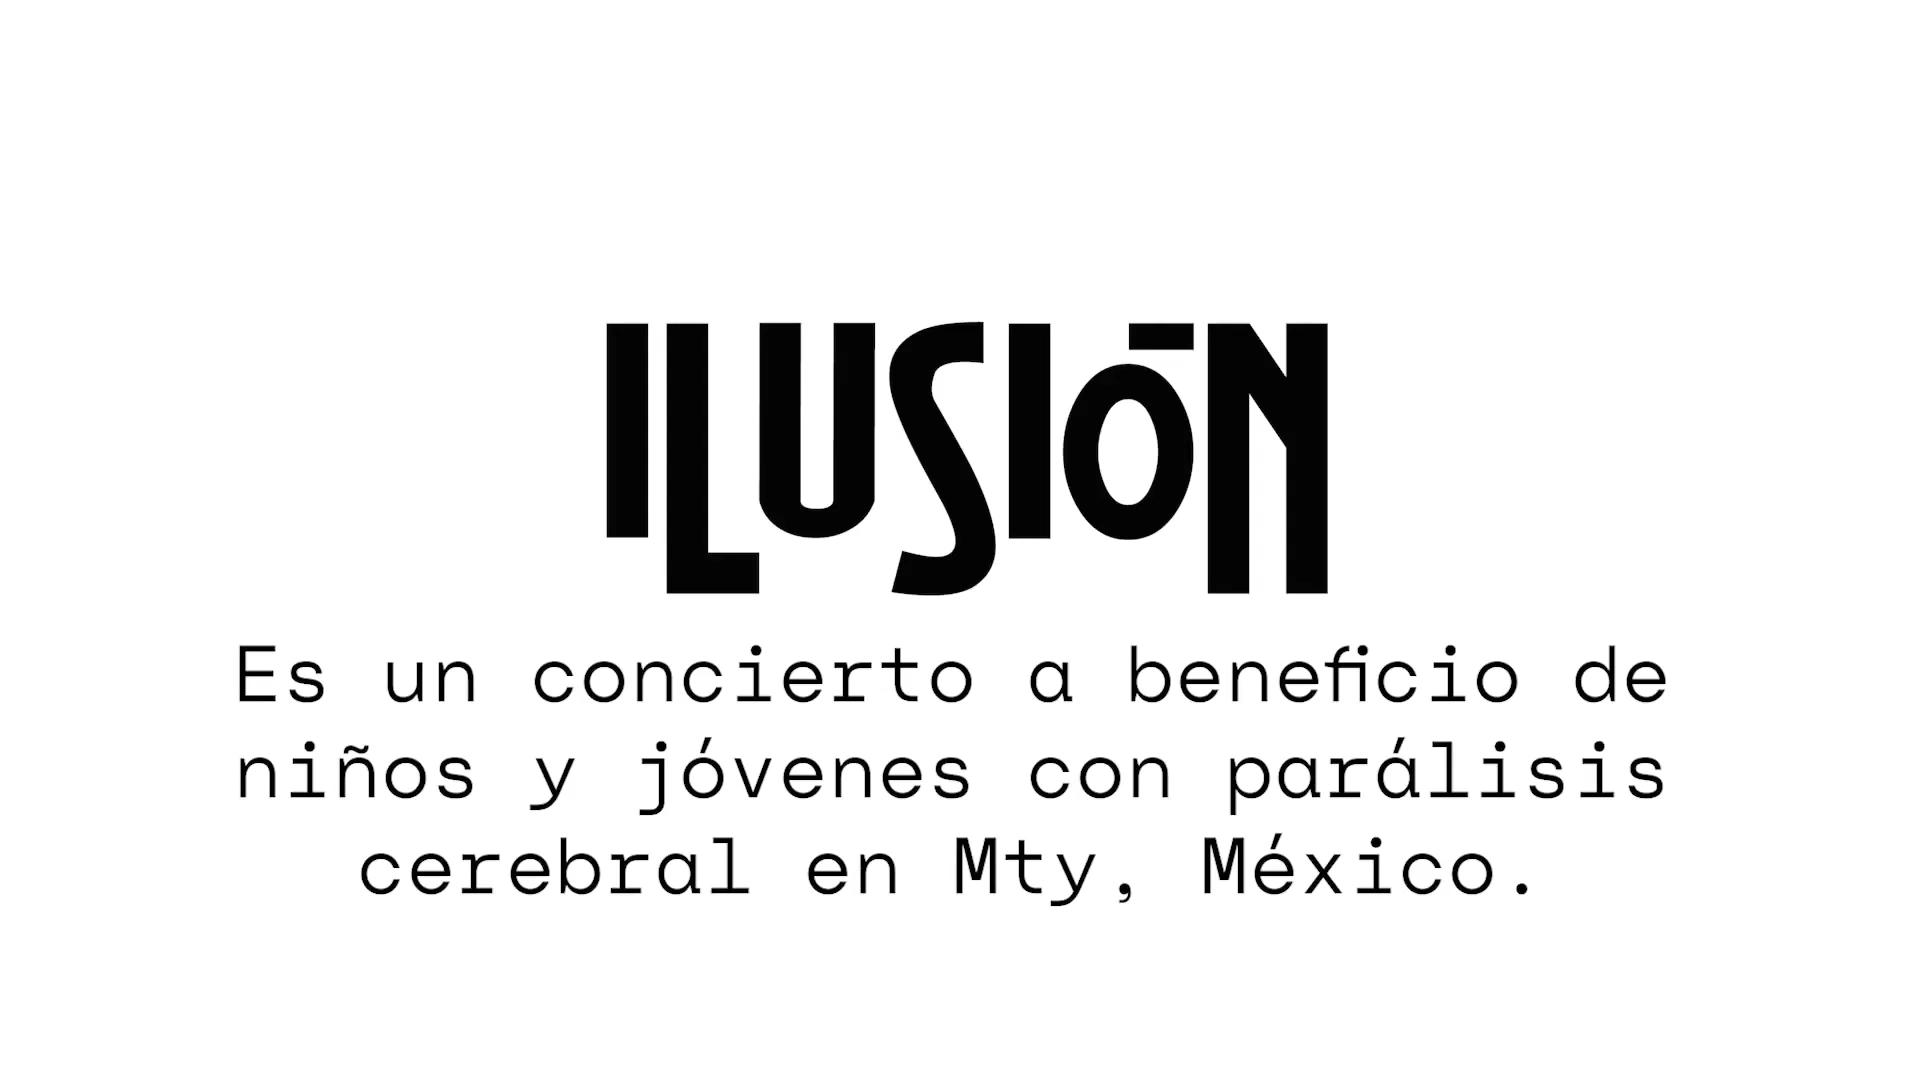 ILUSIÓN
Es un concierto a beneficio de
niños y jóvenes con parálisis
cerebral en Mty, México.